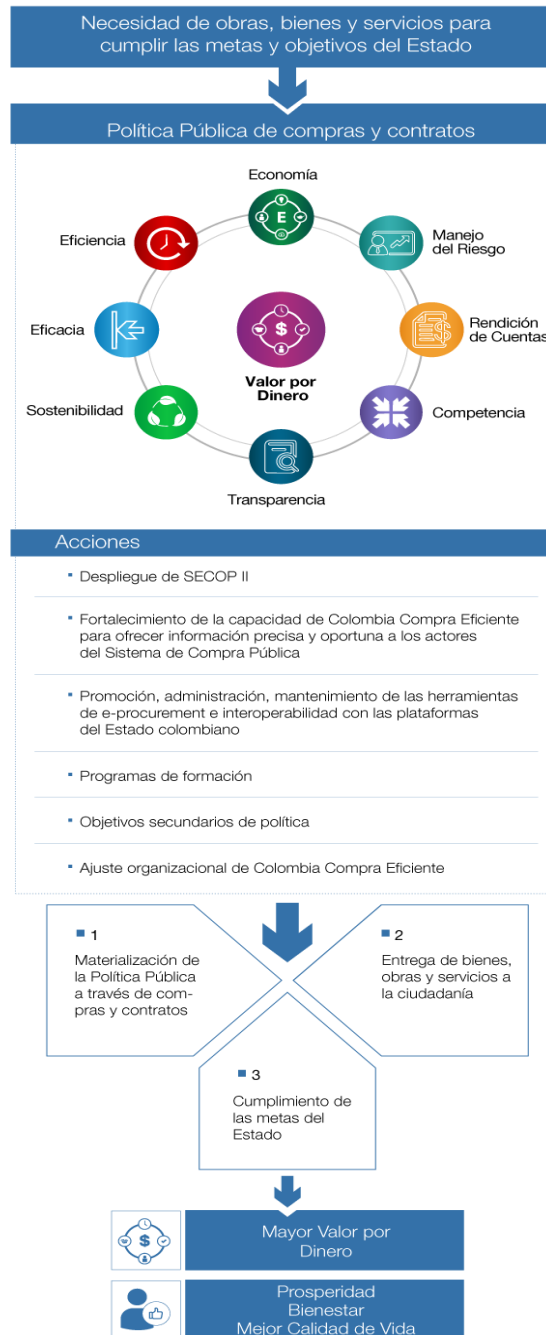 Necesidad de obras, bienes y servicios para
cumplir las metas y objetivos del Estado
Política Pública de compras y contratos
Economía
Eficiencia
Manejo
del Riesgo
E
Eficacia
$
Rendición
de Cuentas
Valor por
Dinero
Sostenibilidad
Competencia
Transparencia
Acciones
Despliegue de SECOP II
Fortalecimiento de la capacidad de Colombia Compra Eficiente
para ofrecer información precisa y oportuna a los actores
del Sistema de Compra Pública
Promoción, administración, mantenimiento de las herramientas
de e-procurement e interoperabilidad con las plataformas
del Estado colombiano
Programas de formación
Objetivos secundarios de política
Ajuste organizacional de Colombia Compra Eficiente
1
Materialización de
la Política Pública
a través de com-
pras y contratos
2
Entrega de bienes,
obras y servicios a
la ciudadanía
3
Cumplimiento de
las metas del
Estado
$
Mayor Valor por
Dinero
Prosperidad
Bienestar
Mejor Calidad de Vida